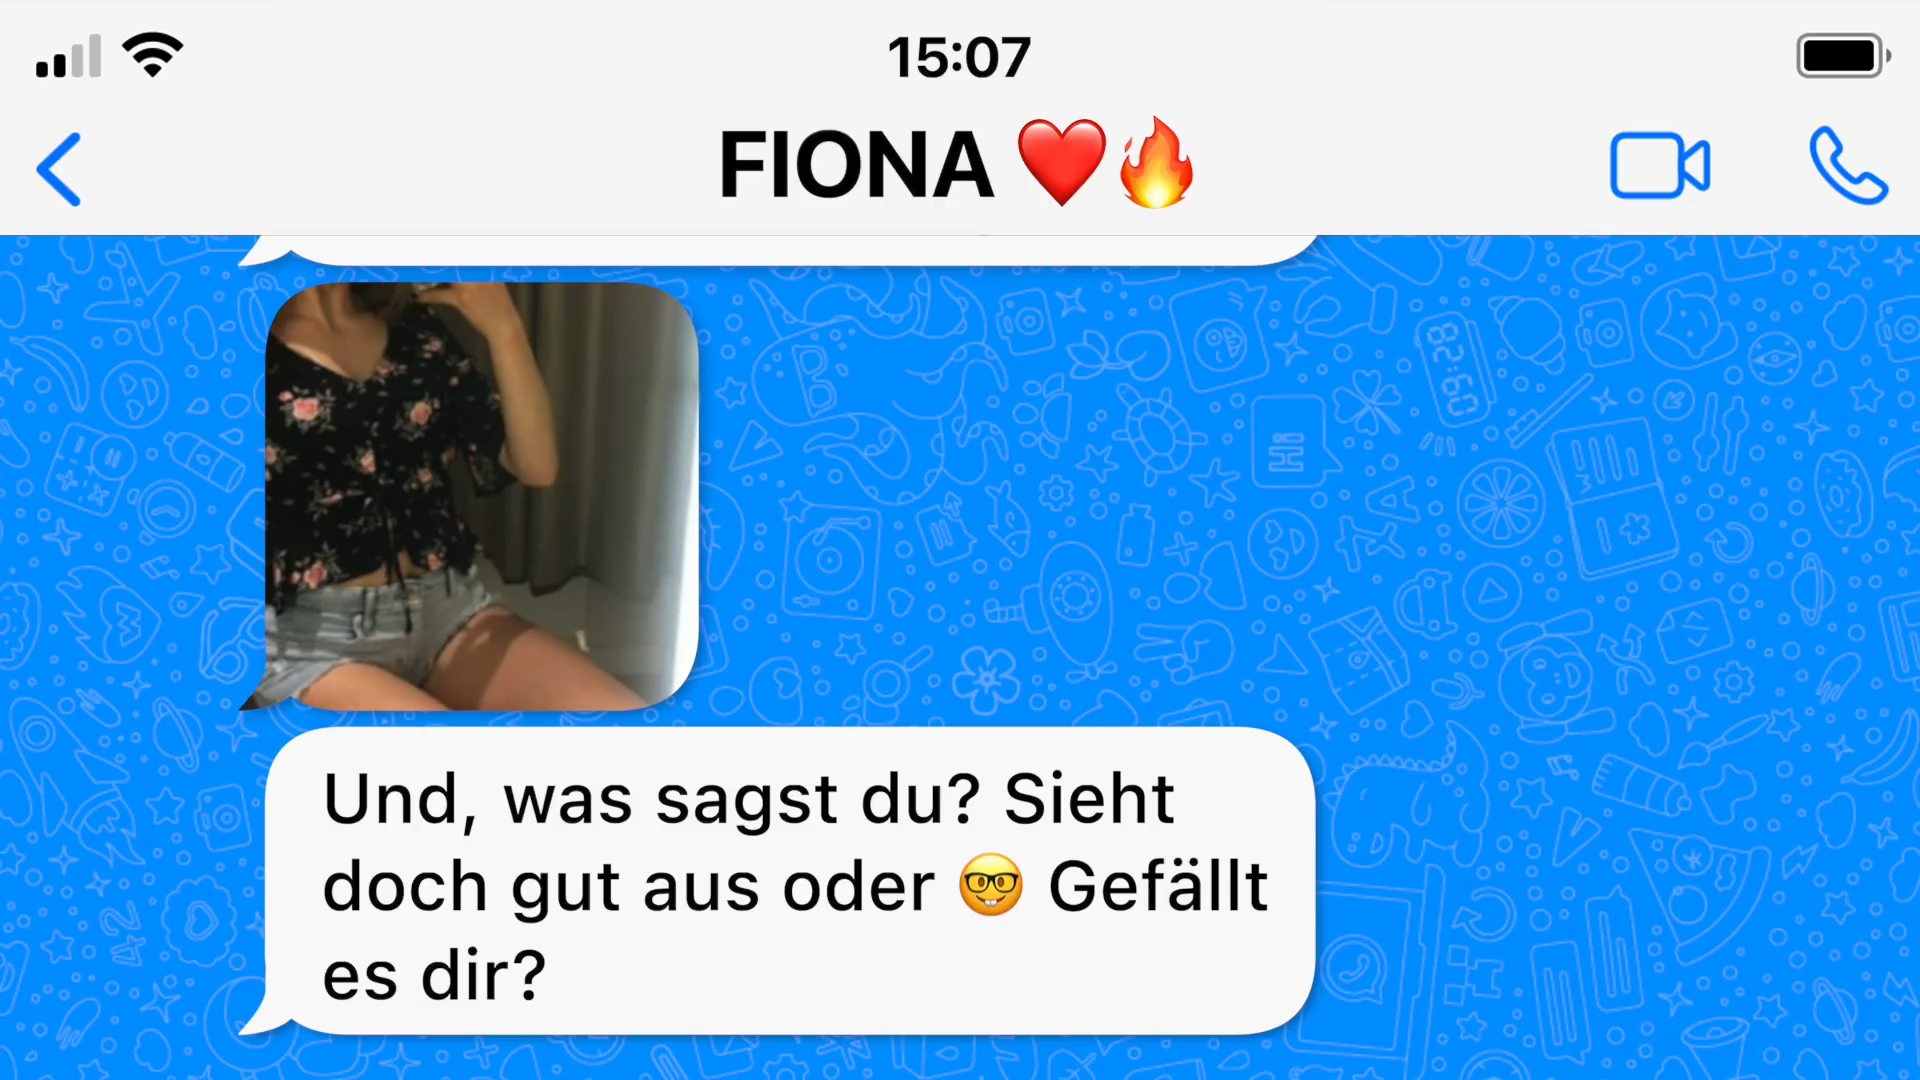 15:07
FIONA ❤️🔥
Und, was sagst du? Sieht
doch gut aus oder 🤓 Gefällt
es dir?